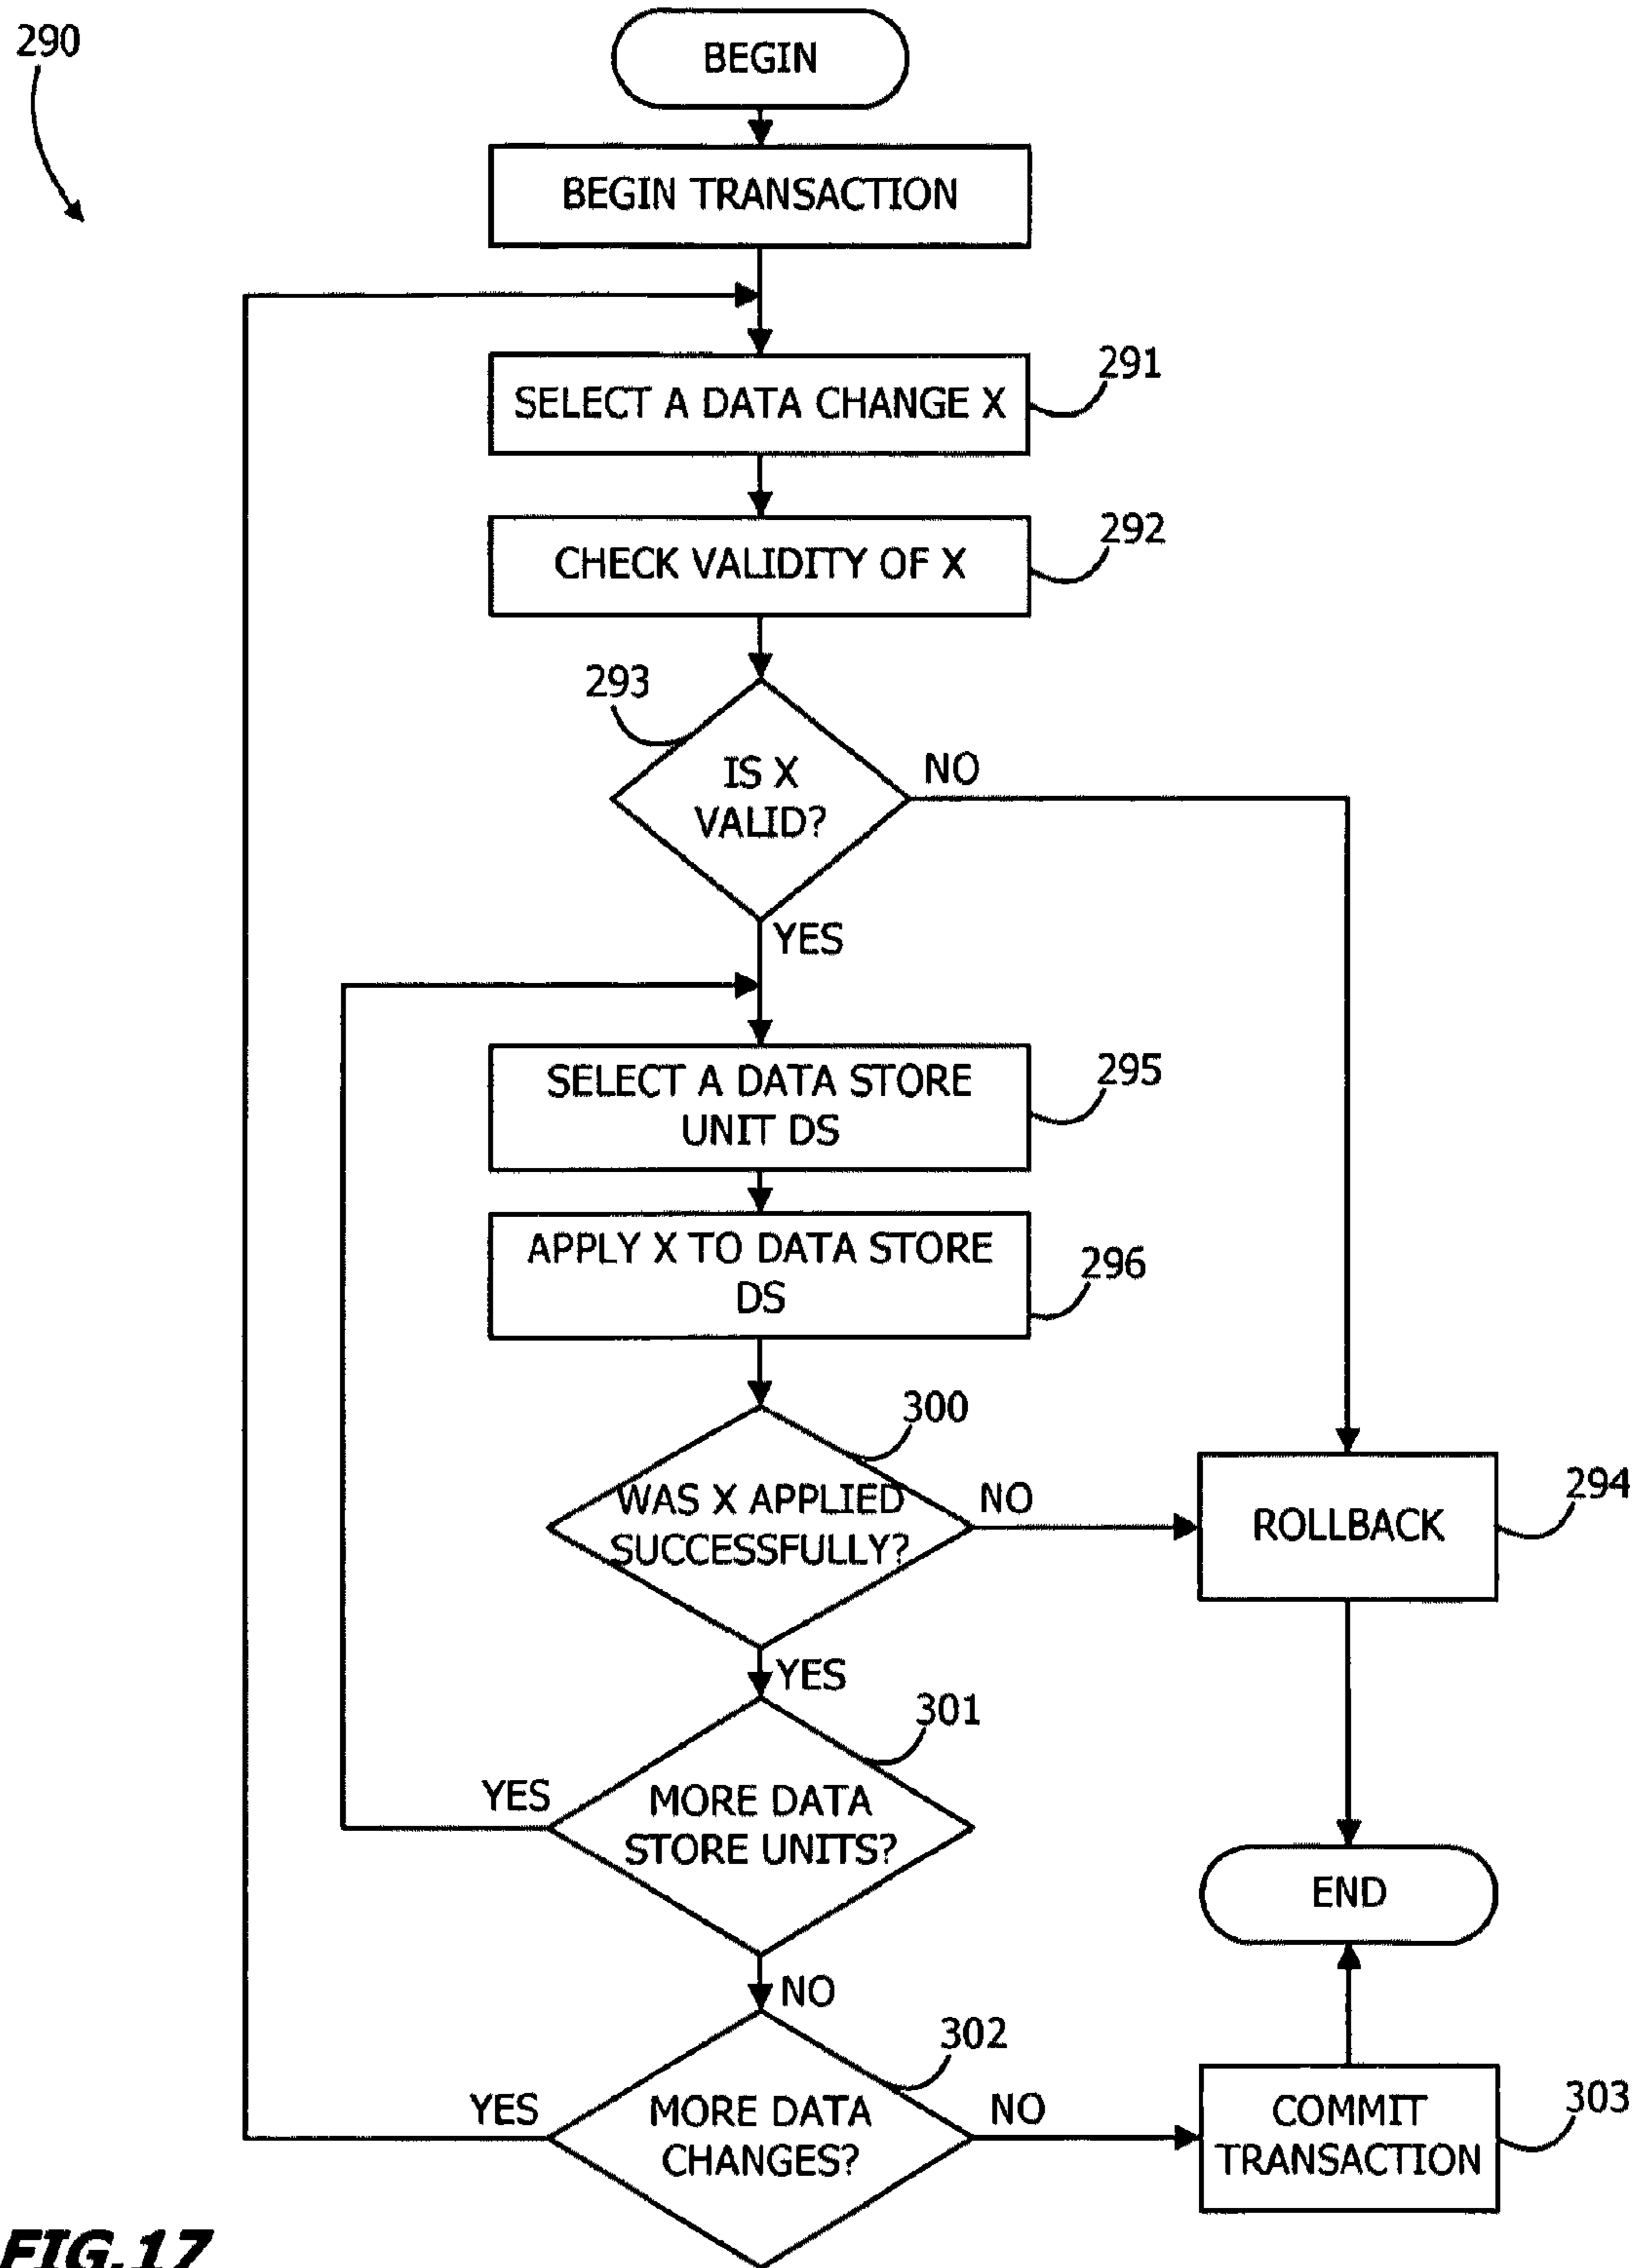 290
BEGIN
BEGIN TRANSACTION
SELECT A DATA CHANGE X
291
CHECK VALIDITY OF X
292
293
IS X
VALID?
NO
YES
SELECT A DATA STORE
UNIT DS
295
APPLY X TO DATA STORE
DS
296
300
WAS X APPLIED
SUCCESSFULLY?
NO
ROLLBACK
294
YES
301
YES
MORE DATA
STORE UNITS?
END
NO
302
YES
MORE DATA
CHANGES?
NO
COMMIT
TRANSACTION
303
FIG.17